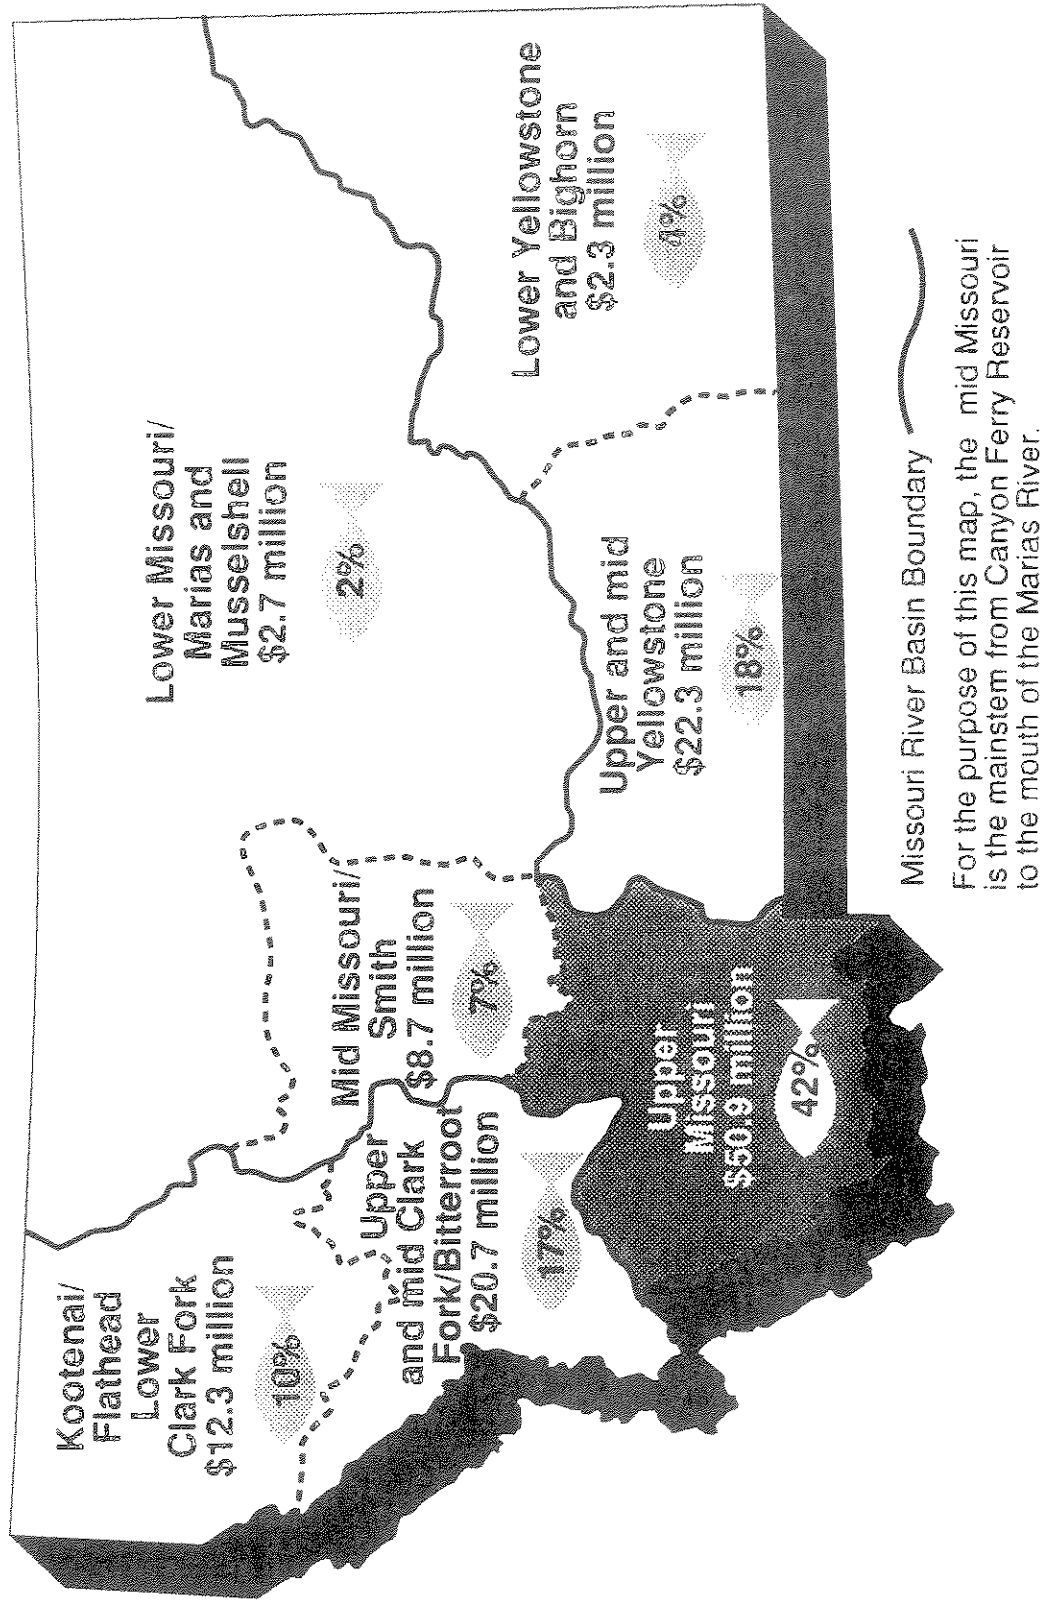 Kootenai/
Flathead
Lower
Clark Fork
$12.3 million
10%
Upper
and mid Clark
Fork/Bitterroot
$20.7 million
17%
Mid Missouri/
Smith
$8.7 million
7%
Upper
Missouri
$50.9 million
42%
Lower Missouri/
Marias and
Musselshell
$2.7 million
2%
Upper and mid
Yellowstone
$22.3 million
18%
Lower Yellowstone
and Bighorn
$2.3 million
4%
Missouri River Basin Boundary
For the purpose of this map, the mid Missouri
is the mainstem from Canyon Ferry Reservoir
to the mouth of the Marias River.